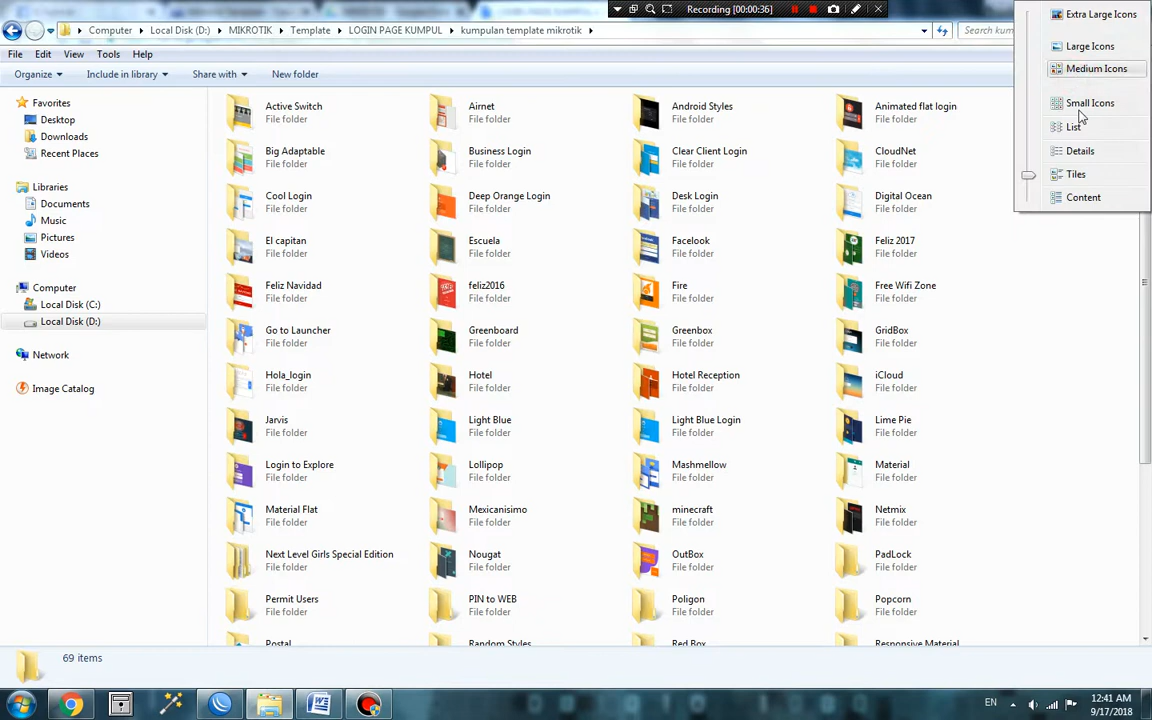 Recording [00:00:36]
Computer ▸ Local Disk (D:) ▸ MIKROTIK ▸ Template ▸ LOGIN PAGE KUMPUL ▸ kumpulan template mikrotik ▸
Search kum
File Edit View Tools Help
Organize Include in library Share with New folder
Extra Large Icons
Large Icons
Medium Icons
Small Icons
List
Details
Tiles
Content
Favorites
Desktop
Downloads
Recent Places
Libraries
Documents
Music
Pictures
Videos
Computer
Local Disk (C:)
Local Disk (D:)
Network
Image Catalog
Active Switch Airnet Android Styles Animated flat login
File folder File folder File folder File folder
Big Adaptable Business Login Clear Client Login CloudNet
File folder File folder File folder File folder
Cool Login Deep Orange Login Desk Login Digital Ocean
File folder File folder File folder File folder
El capitan Escuela Facelook Feliz 2017
File folder File folder File folder File folder
Feliz Navidad feliz2016 Fire Free Wifi Zone
File folder File folder File folder File folder
Go to Launcher Greenboard Greenbox GridBox
File folder File folder File folder File folder
Hola_login Hotel Hotel Reception iCloud
File folder File folder File folder File folder
Jarvis Light Blue Light Blue Login Lime Pie
File folder File folder File folder File folder
Login to Explore Lollipop Mashmellow Material
File folder File folder File folder File folder
Material Flat Mexicanisimo minecraft Netmix
File folder File folder File folder File folder
Next Level Girls Special Edition Nougat OutBox PadLock
File folder File folder File folder File folder
Permit Users PIN to WEB Poligon Popcorn
File folder File folder File folder File folder
Postal Random Styles Red Box Responsive Material
69 items
EN
12:41 AM
9/17/2018